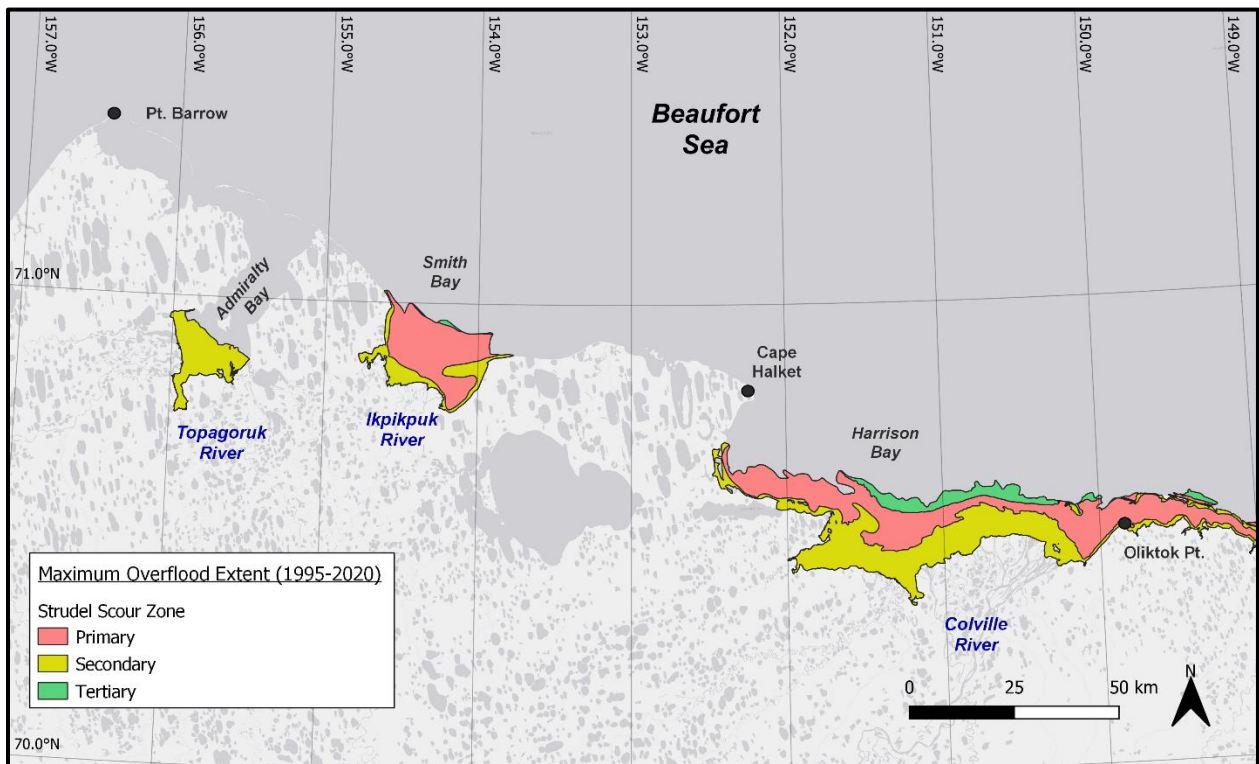 157.0°W
156.0°W
155.0°W
154.0°W
153.0°W
152.0°W
151.0°W
150.0°W
149.0°W
Pt. Barrow
Beaufort
Sea
71.0°N
Admiralty
Bay
Smith
Bay
Cape
Halket
Topagoruk
River
Ikpikpuk
River
Harrison
Bay
Oliktok Pt.
Colville
River
Maximum Overflood Extent (1995-2020)
Strudel Scour Zone
Primary
Secondary
Tertiary
0 25 50 km
N
70.0°N